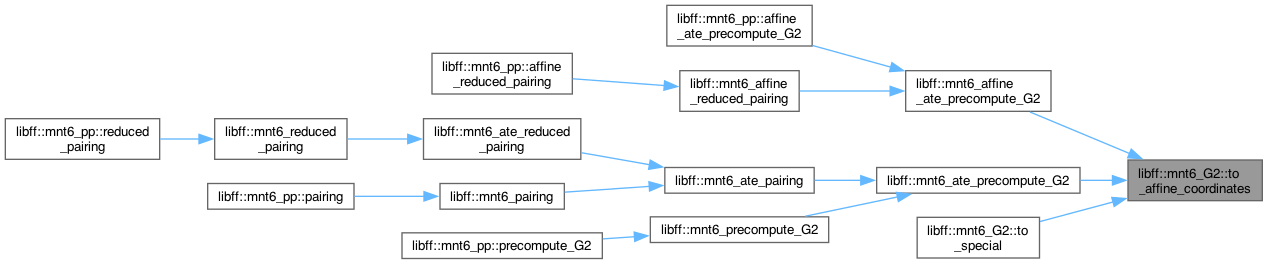 libff::mnt6_pp::affine
_ate_precompute_G2
libff::mnt6_pp::affine
_reduced_pairing
libff::mnt6_affine
_reduced_pairing
libff::mnt6_affine
_ate_precompute_G2
libff::mnt6_pp::reduced
_pairing
libff::mnt6_reduced
_pairing
libff::mnt6_ate_reduced
_pairing
libff::mnt6_G2::to
_affine_coordinates
libff::mnt6_pp::pairing
libff::mnt6_pairing
libff::mnt6_ate_pairing
libff::mnt6_ate_precompute_G2
libff::mnt6_pp::precompute_G2
libff::mnt6_precompute_G2
libff::mnt6_G2::to
_special